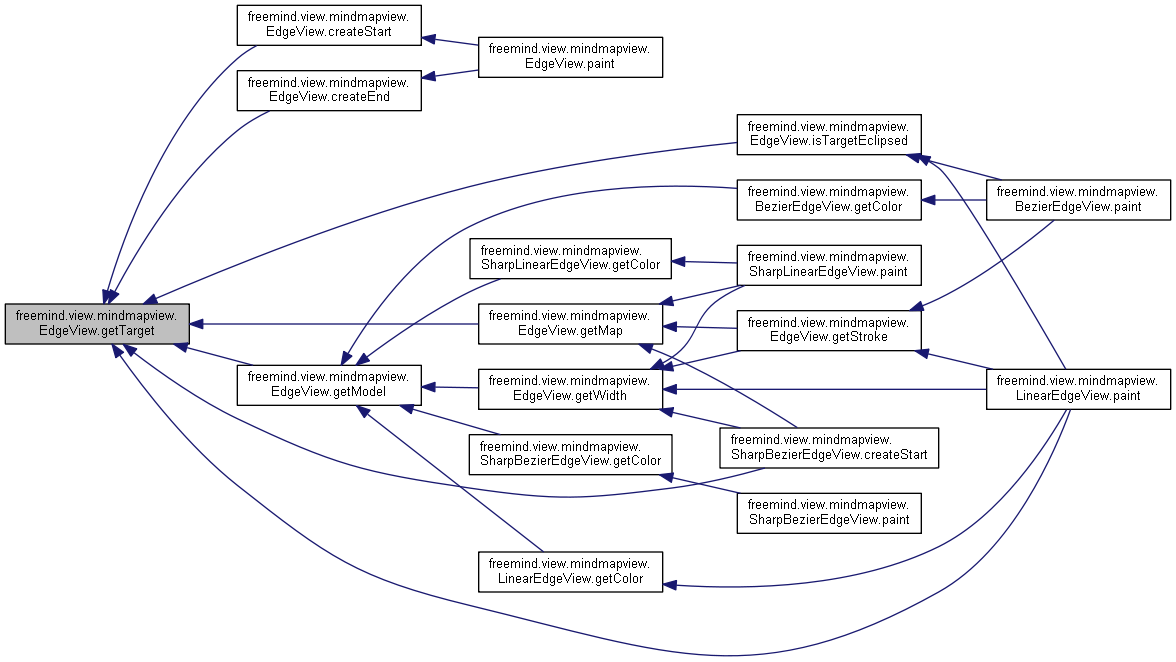 freemind.view.mindmapview.
EdgeView.createStart
freemind.view.mindmapview.
EdgeView.paint
freemind.view.mindmapview.
EdgeView.createEnd
freemind.view.mindmapview.
EdgeView.isTargetEclipsed
freemind.view.mindmapview.
BezierEdgeView.getColor
freemind.view.mindmapview.
BezierEdgeView.paint
freemind.view.mindmapview.
SharpLinearEdgeView.getColor
freemind.view.mindmapview.
SharpLinearEdgeView.paint
freemind.view.mindmapview.
EdgeView.getTarget
freemind.view.mindmapview.
EdgeView.getMap
freemind.view.mindmapview.
EdgeView.getStroke
freemind.view.mindmapview.
EdgeView.getModel
freemind.view.mindmapview.
EdgeView.getWidth
freemind.view.mindmapview.
LinearEdgeView.paint
freemind.view.mindmapview.
SharpBezierEdgeView.getColor
freemind.view.mindmapview.
SharpBezierEdgeView.createStart
freemind.view.mindmapview.
SharpBezierEdgeView.paint
freemind.view.mindmapview.
LinearEdgeView.getColor